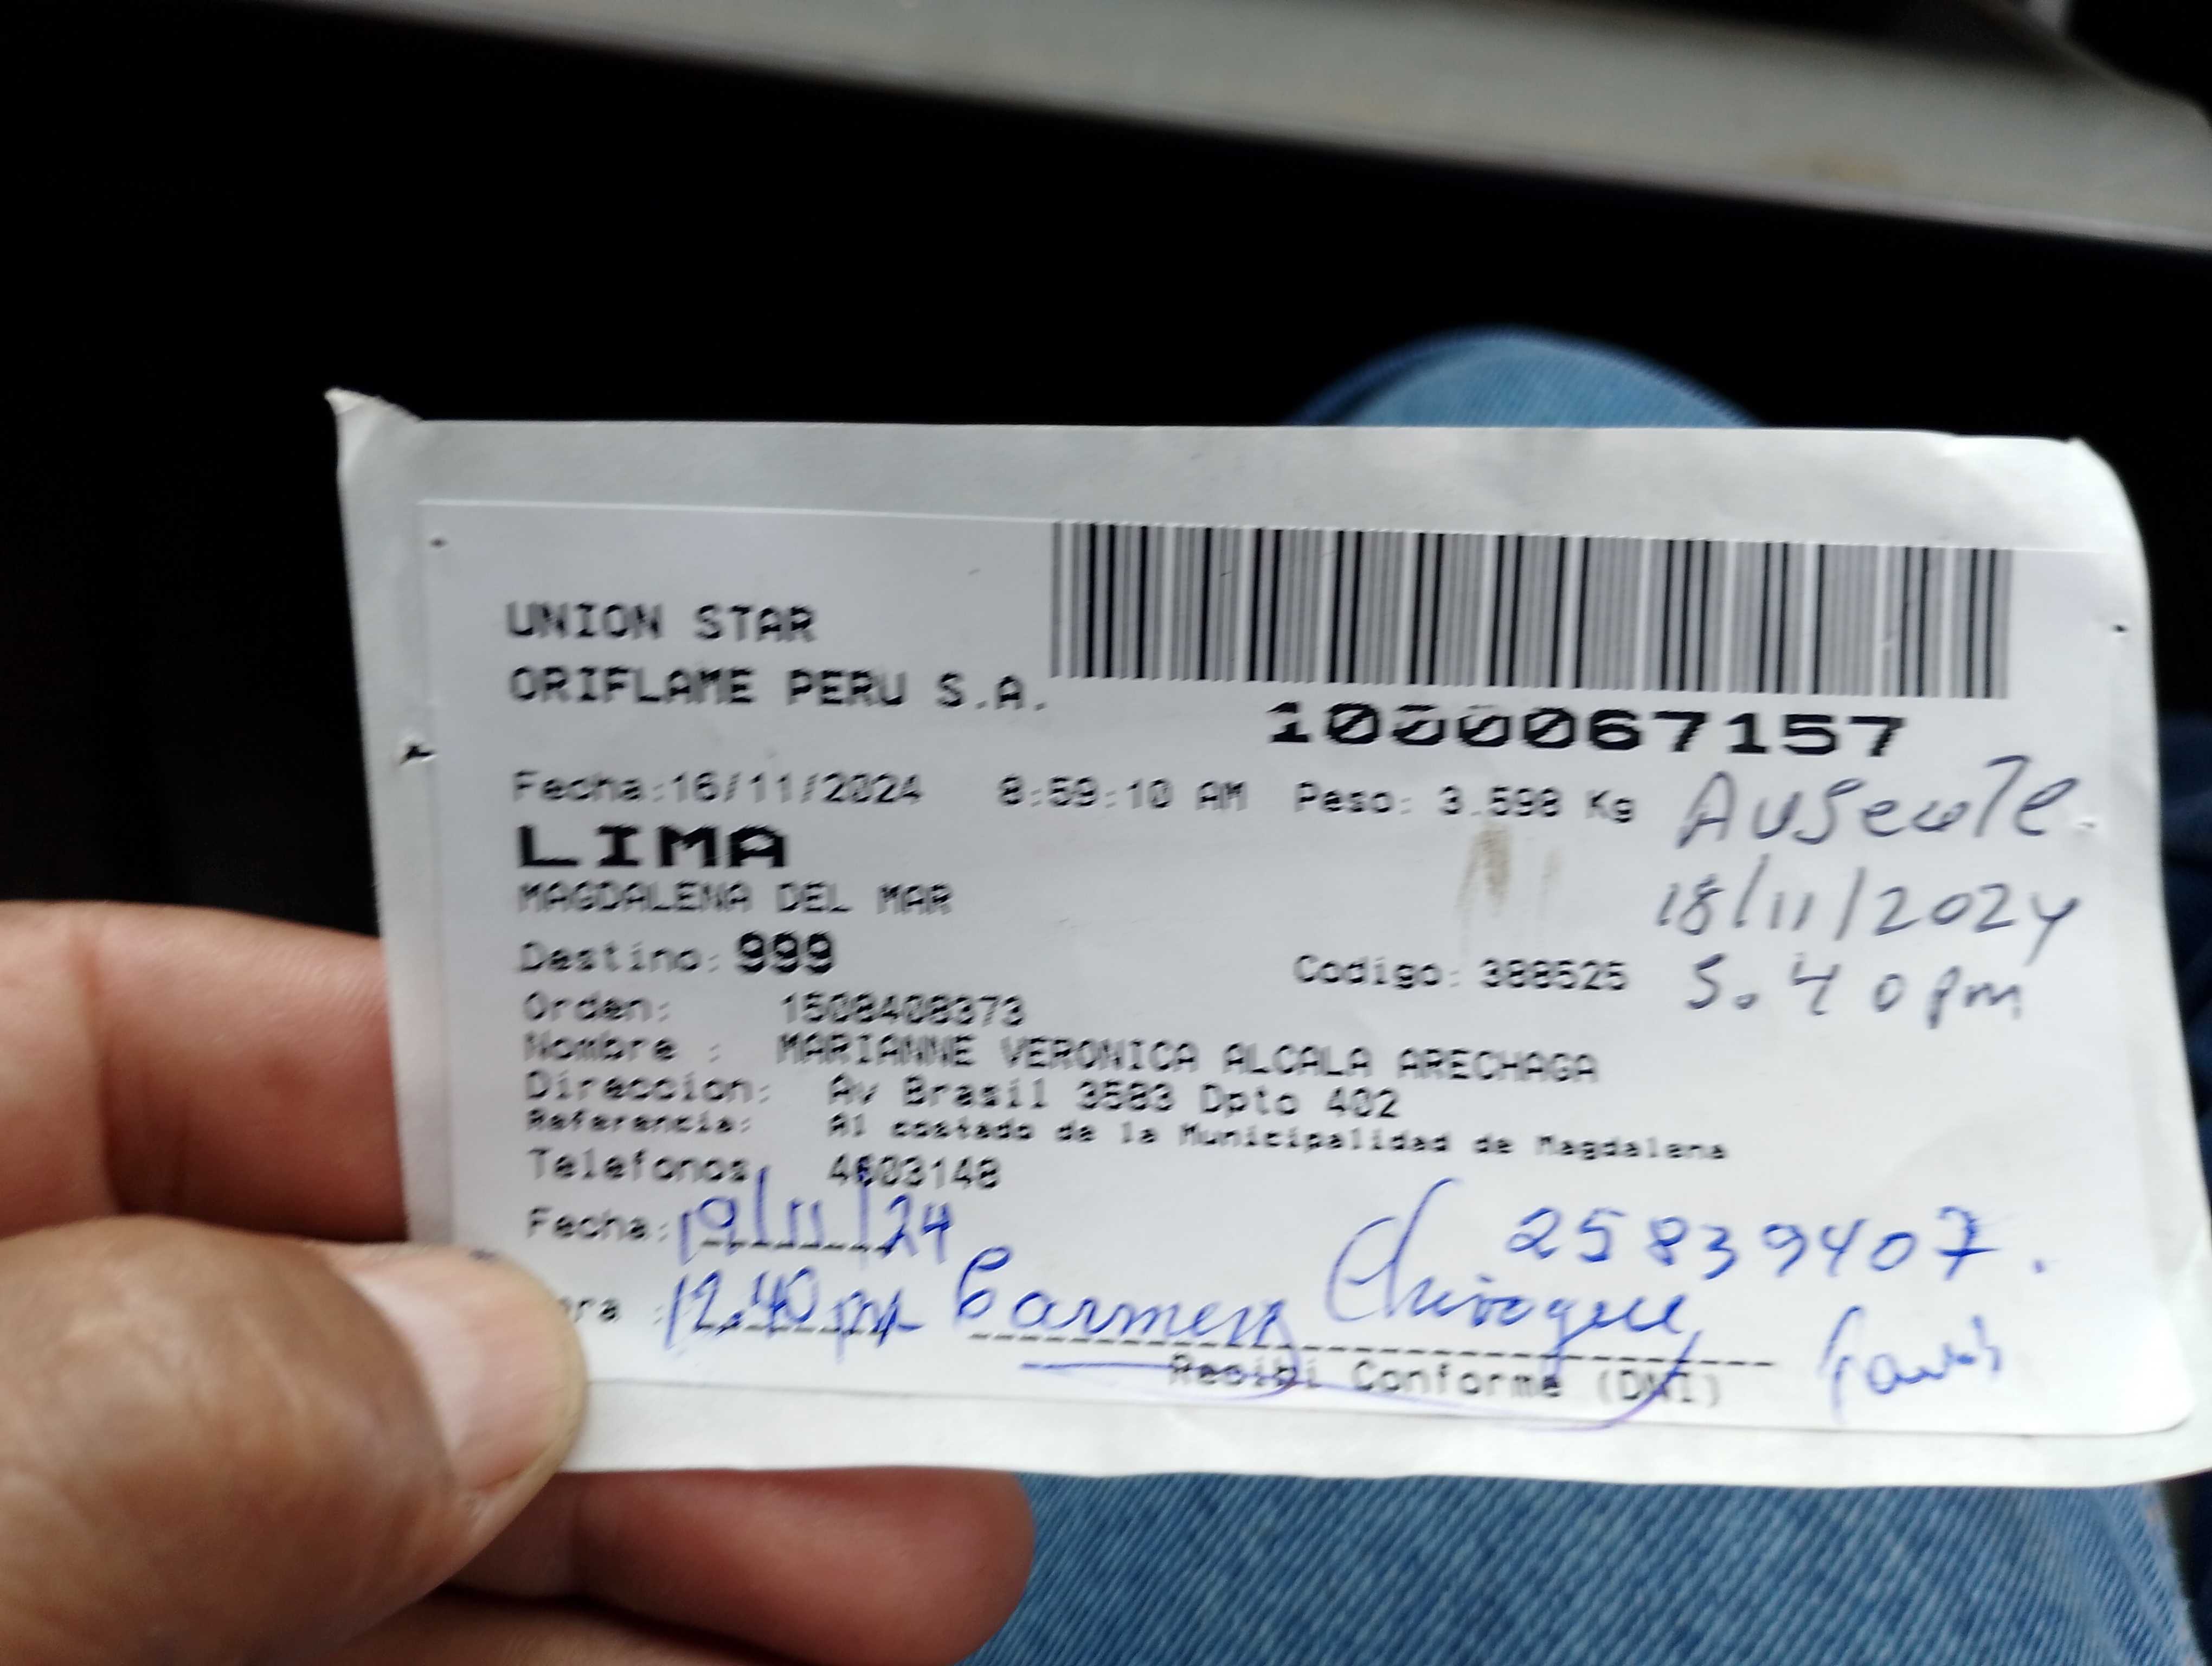 UNION STAR
ORIFLAME PERU S.A.
1000067157
Fecha:16/11/2024 8:59:10 AM Peso: 3.598 Kg
Ausente
LIMA
MAGDALENA DEL MAR
18/11/2024
Destino: 999 Codigo: 388525
5.40 pm
Orden: 1508408373
Nombre : MARIANNE VERONICA ALCALA ARECHAGA
Direccion: Av Brasil 3583 Dpto 402
Referencia: Al costado de la Municipalidad de Magdalena
Telefonos 4603148
Fecha: 19/11/24 25839407.
ora : 12.40 pm Carmen Chiroque
Recibi Conforme (DNI)